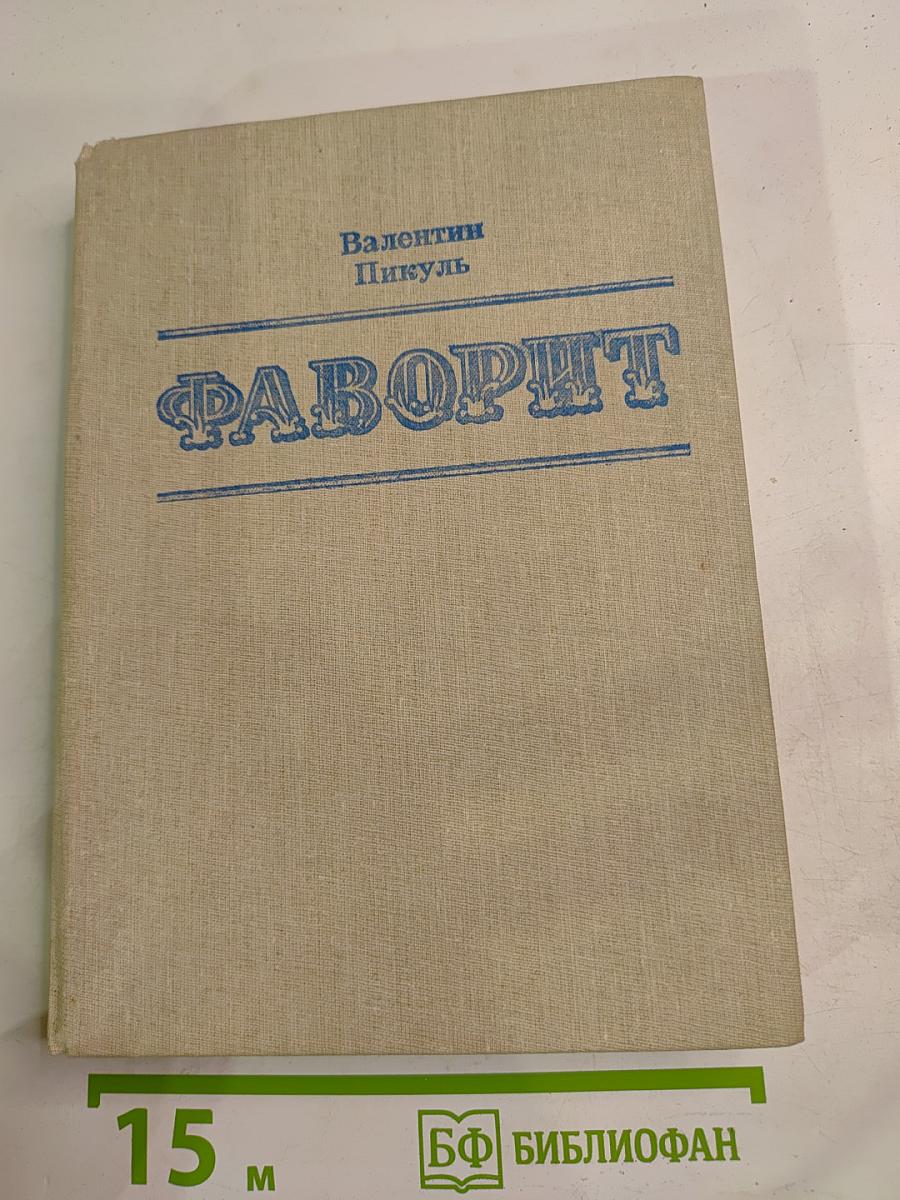 Валентин
Пикуль
ФАВОРИТ
15 м
БФ БИБЛИОФАН